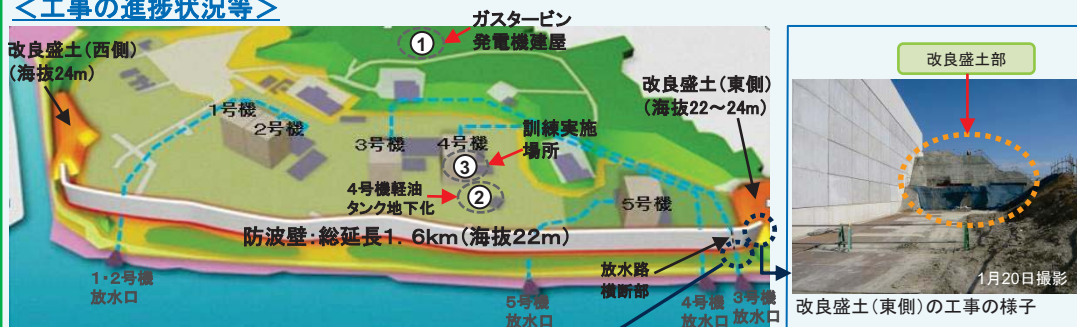 <工事の進捗状況等>
ガスタービン
発電機建屋
①
改良盛土(西側)
(海抜24m)
改良盛土(東側)
(海抜22~24m)
1号機
2号機
3号機
4号機
訓練実施
場所
③
4号機軽油
タンク地下化
②
5号機
防波壁:総延長1.6km(海抜22m)
放水路
横断部
1・2号機
放水口
5号機
放水口
4号機
放水口
3号機
放水口
改良盛土部
1月20日撮影
改良盛土(東側)の工事の様子